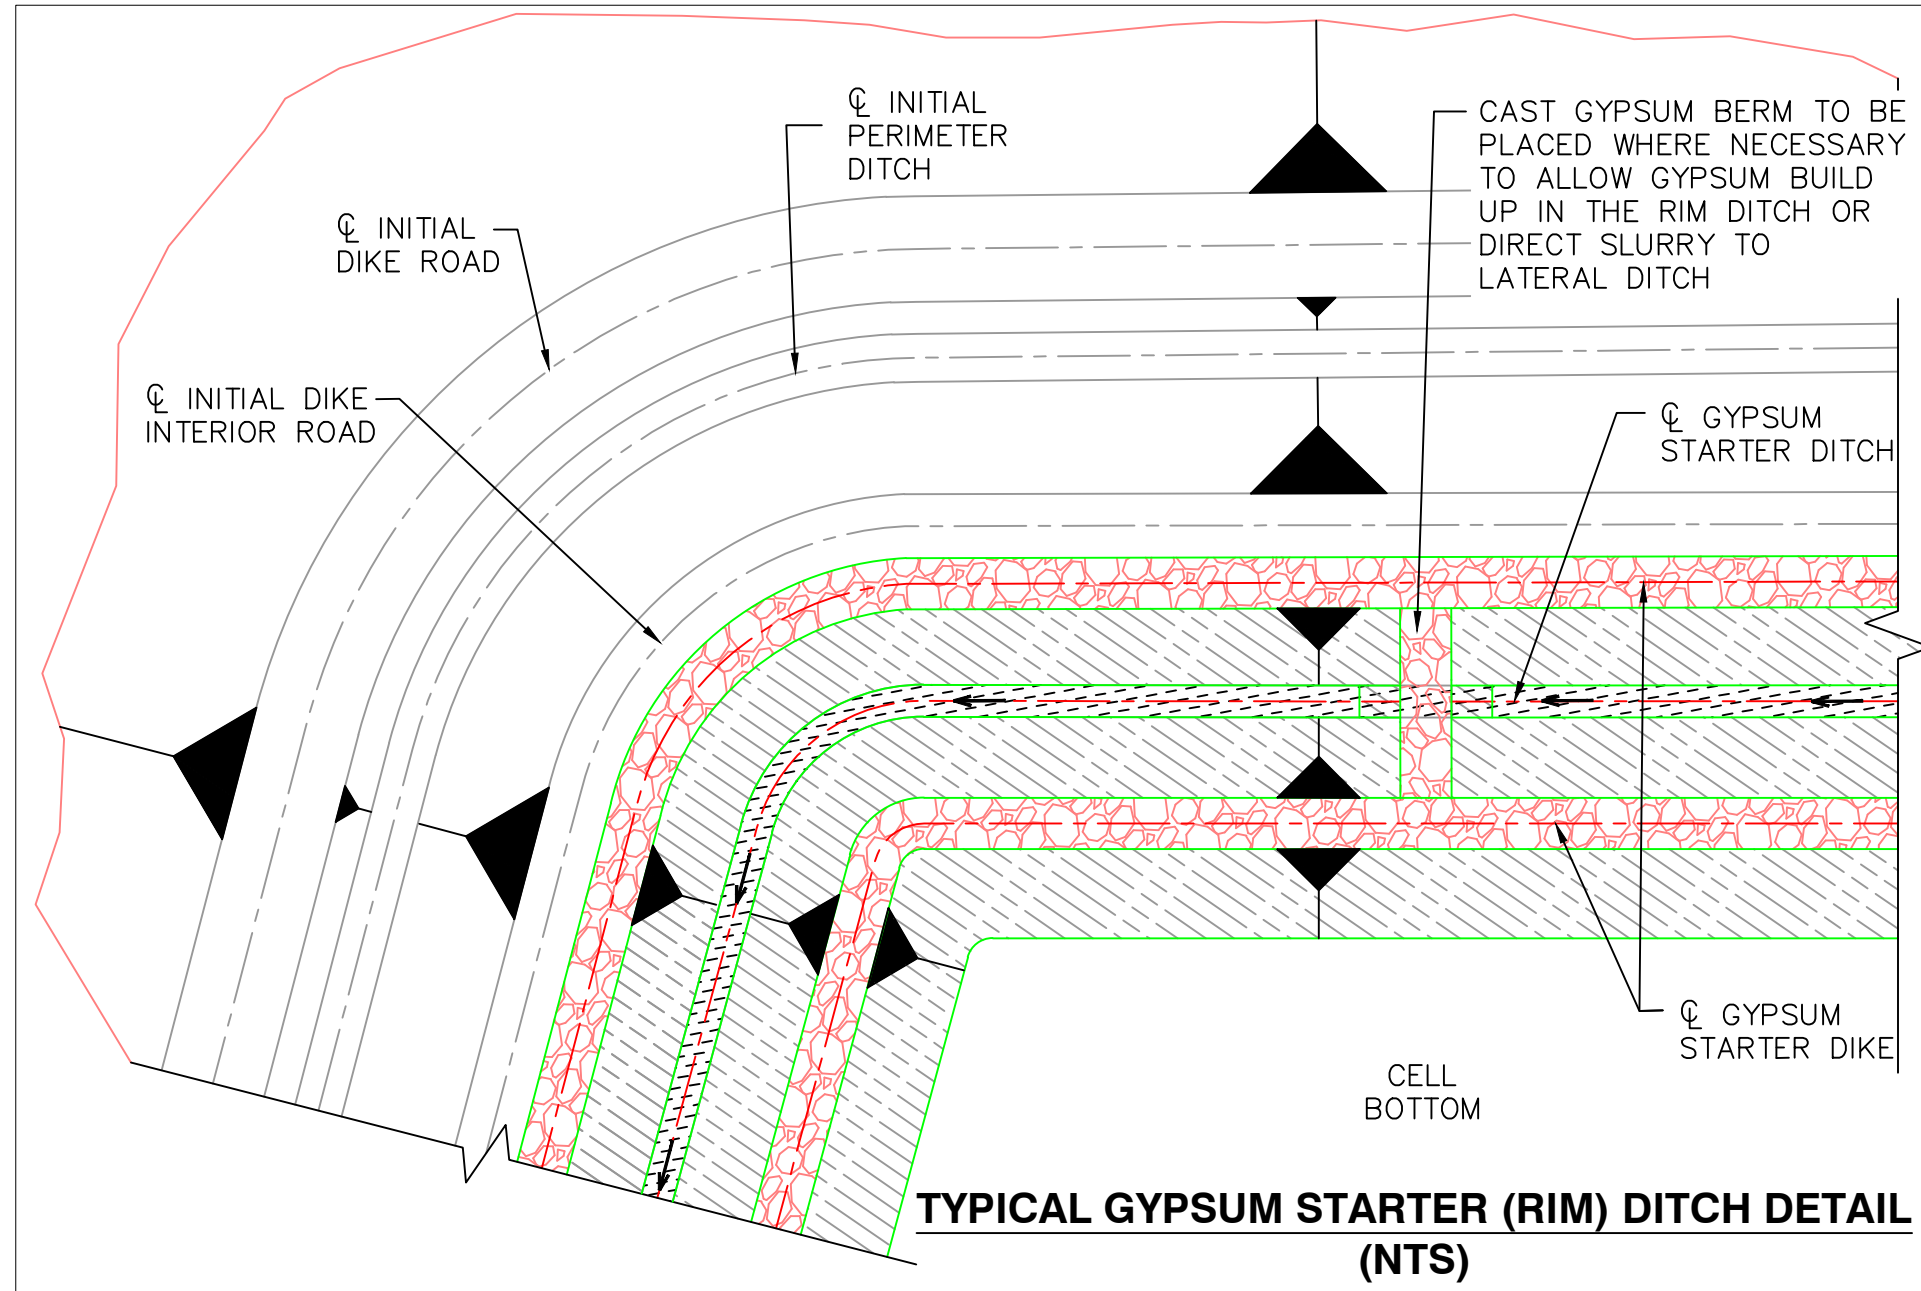 ℄ INITIAL
PERIMETER
DITCH
CAST GYPSUM BERM TO BE
PLACED WHERE NECESSARY
TO ALLOW GYPSUM BUILD
UP IN THE RIM DITCH OR
DIRECT SLURRY TO
LATERAL DITCH
℄ INITIAL
DIKE ROAD
℄ INITIAL DIKE
INTERIOR ROAD
℄ GYPSUM
STARTER DITCH
℄ GYPSUM
STARTER DIKE
CELL
BOTTOM
TYPICAL GYPSUM STARTER (RIM) DITCH DETAIL
(NTS)